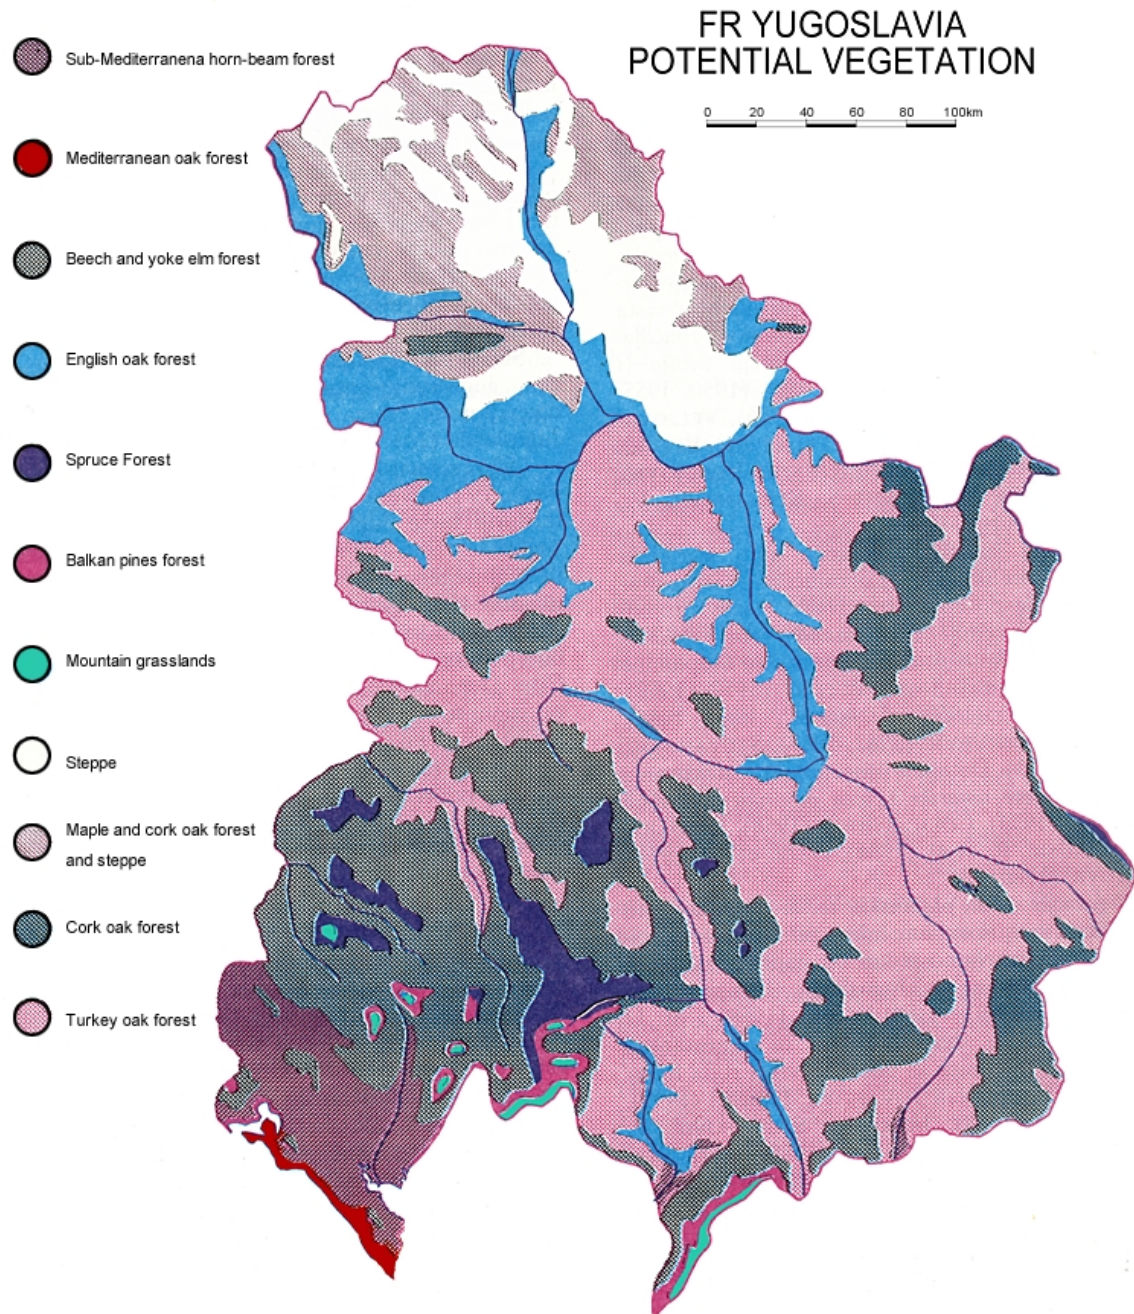 FR YUGOSLAVIA
POTENTIAL VEGETATION
0 20 40 60 80 100km
Sub-Mediterranena horn-beam forest
Mediterranean oak forest
Beech and yoke elm forest
English oak forest
Spruce Forest
Balkan pines forest
Mountain grasslands
Steppe
Maple and cork oak forest
and steppe
Cork oak forest
Turkey oak forest